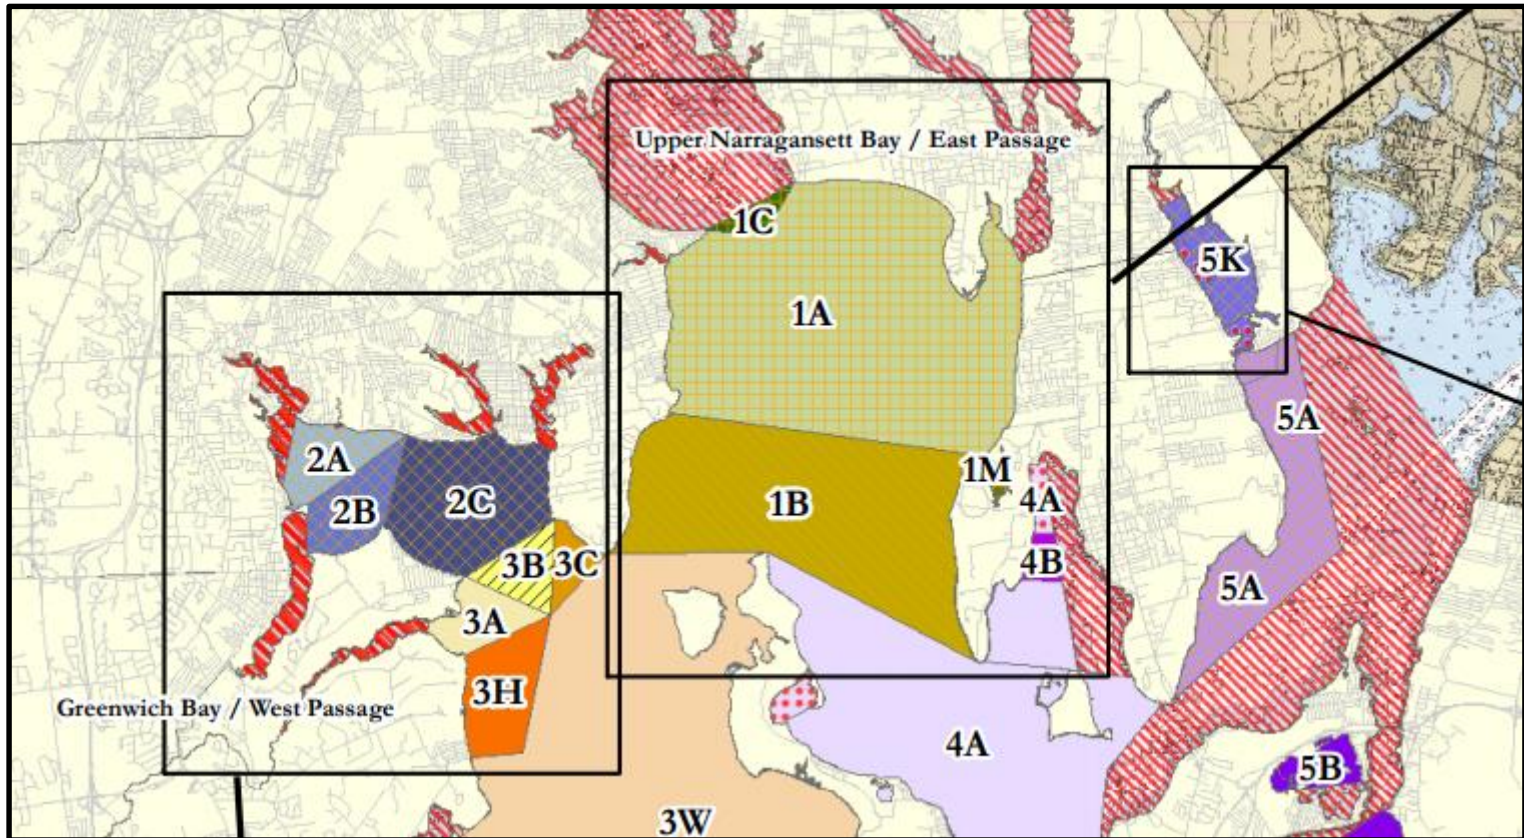 Upper Narragansett Bay / East Passage
1C
5K
1A
5A
2A
1M
4A
2C
1B
2B
4B
3B
3C
5A
3A
3H
Greenwich Bay / West Passage
4A
5B
3W